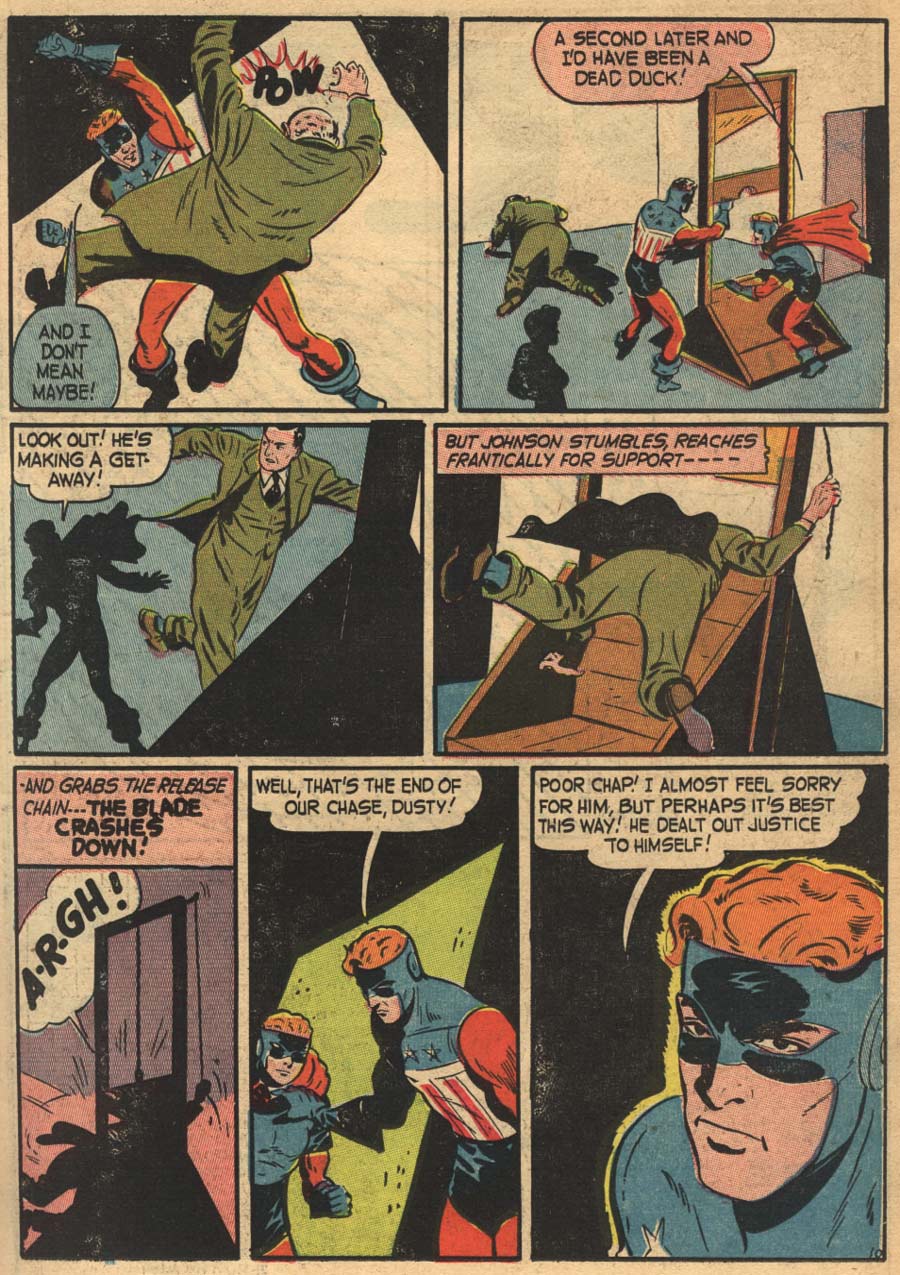 POW
AND I
DON'T
MEAN
MAYBE!
A SECOND LATER AND
I'D HAVE BEEN A
DEAD DUCK!
LOOK OUT! HE'S
MAKING A GET-
AWAY!
BUT JOHNSON STUMBLES, REACHES
FRANTICALLY FOR SUPPORT----
-AND GRABS THE RELEASE
CHAIN---THE BLADE
CRASHES
DOWN!
A-R-GH!
WELL, THAT'S THE END OF
OUR CHASE, DUSTY!
POOR CHAP! I ALMOST FEEL SORRY
FOR HIM, BUT PERHAPS IT'S BEST
THIS WAY! HE DEALT OUT JUSTICE
TO HIMSELF!
10